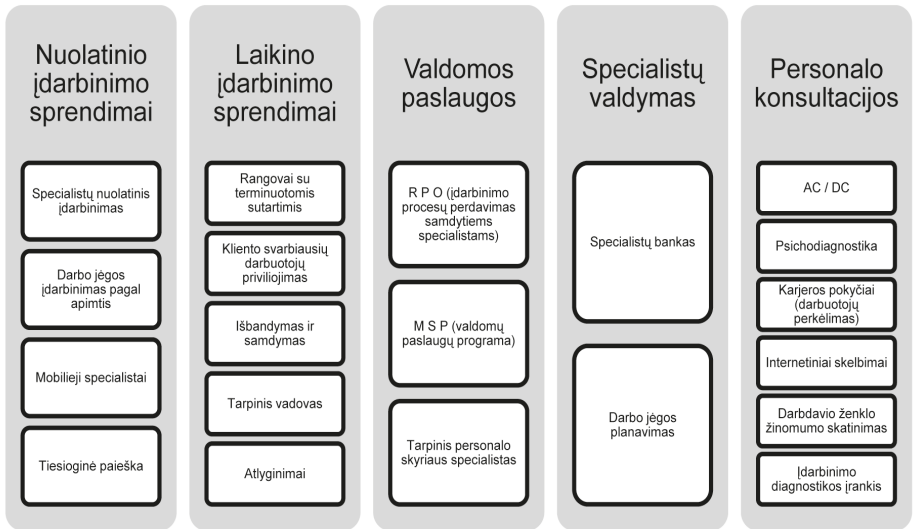 Nuolatinio
įdarbinimo
sprendimai
Specialistų nuolatinis
įdarbinimas
Darbo jėgos
įdarbinimas pagal
apimtis
Mobilieji specialistai
Tiesioginė paieška
Laikino
įdarbinimo
sprendimai
Rangovai su
terminuotomis
sutartimis
Kliento svarbiausių
darbuotojų
priviliojimas
Išbandymas ir
samdymas
Tarpinis vadovas
Atlyginimai
Valdomos
paslaugos
R P O (įdarbinimo
procesų perdavimas
samdytiems
specialistams)
M S P (valdomų
paslaugų programa)
Tarpinis personalo
skyriaus specialistas
Specialistų
valdymas
Specialistų bankas
Darbo jėgos
planavimas
Personalo
konsultacijos
AC / DC
Psichodiagnostika
Karjeros pokyčiai
(darbuotojų
perkėlimas)
Internetiniai skelbimai
Darbdavio ženklo
žinomumo skatinimas
Įdarbinimo
diagnostikos įrankis